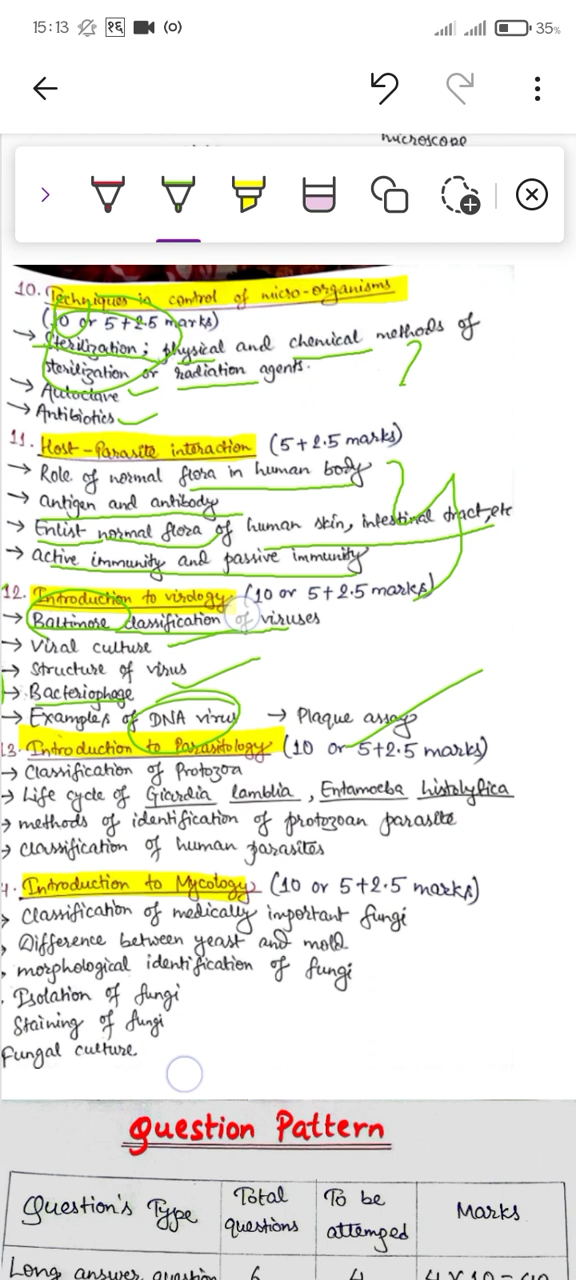 15:13 १६ 35%
microscope
10. Techniques in control of micro-organisms
(10 or 5+2.5 marks)
→ Sterilization; physical and chemical methods of
sterilization or radiation agents.
→ Autoclave
→ Antibiotics
11. Host-Parasite interaction (5+2.5 marks)
→ Role of normal flora in human body
→ Antigen and antibody
→ Enlist normal flora of human skin, intestinal tract, etc
→ active immunity and passive immunity
12. Introduction to virology (10 or 5+2.5 marks)
→ Baltimose classification of viruses
→ Viral culture
→ Structure of virus
→ Bacteriophage
→ Examples of DNA virus → Plaque assay
13. Introduction to Parasitology (10 or 5+2.5 marks)
→ Classification of Protozoa
→ Life cycle of Giardia lamblia, Entamoeba histolytica
→ methods of identification of protozoan parasite
→ classification of human parasites
4. Introduction to Mycology (10 or 5+2.5 marks)
Classification of medically important fungi
Difference between yeast and mold
morphological identification of fungi
Isolation of fungi
Staining of fungi
Fungal culture
Question Pattern
Question's Type Total questions To be attemped Marks
Long answer question 6 4 4×10=40